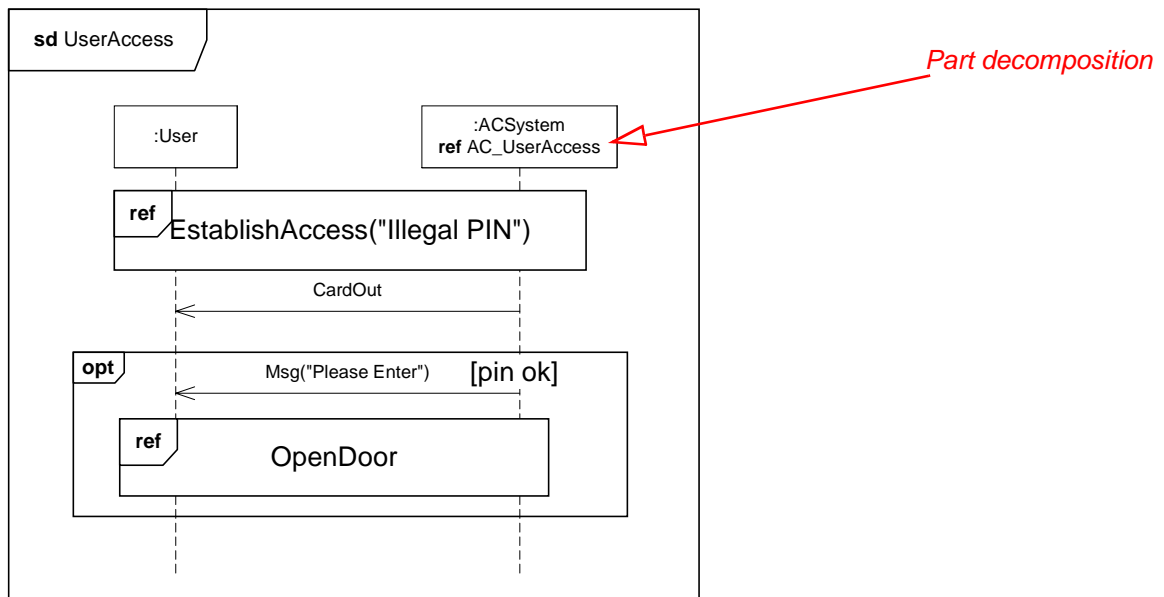 sd UserAccess
Part decomposition
:User
:ACSystem
ref AC_UserAccess
ref
EstablishAccess("Illegal PIN")
CardOut
opt
Msg("Please Enter")
[pin ok]
ref
OpenDoor